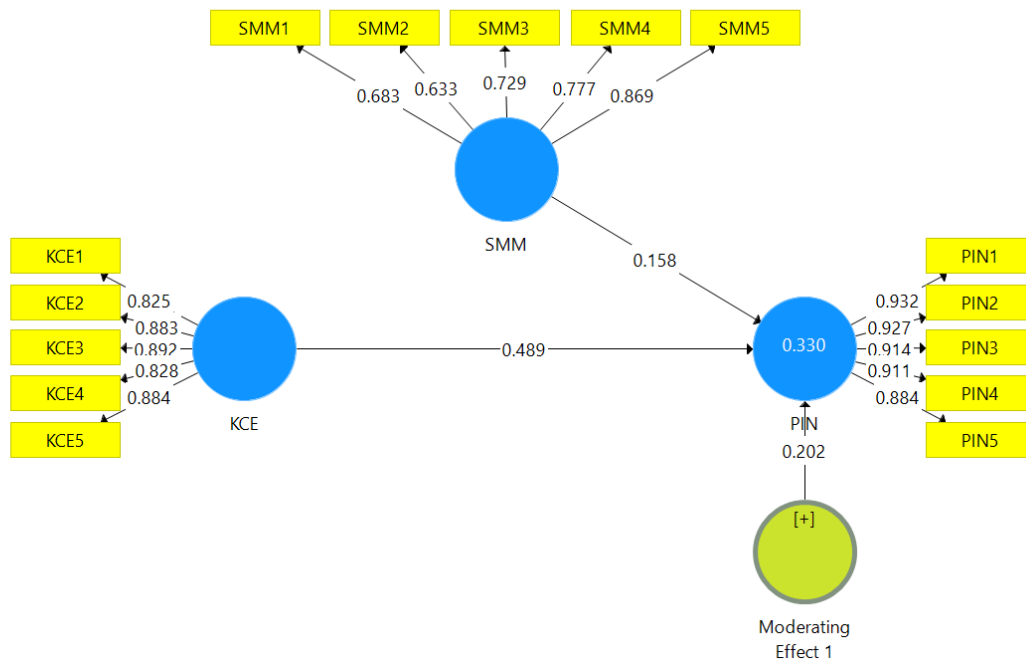 SMM1
SMM2
SMM3
SMM4
SMM5
0.683
0.633
0.729
0.777
0.869
SMM
0.158
KCE1
KCE2
KCE3
KCE4
KCE5
0.825
0.883
0.892
0.828
0.884
KCE
0.489
0.330
PIN
0.932
0.927
0.914
0.911
0.884
PIN1
PIN2
PIN3
PIN4
PIN5
0.202
[+]
Moderating
Effect 1